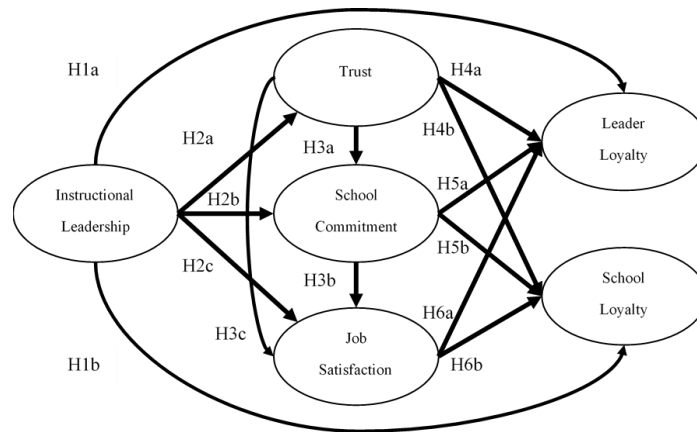 H1a
Trust
H4a
H2a
H4b
Leader
Loyalty
H3a
Instructional
Leadership
H2b
School
Commitment
H5a
H5b
H2c
H3b
School
Loyalty
H6a
H3c
Job
Satisfaction
H6b
H1b